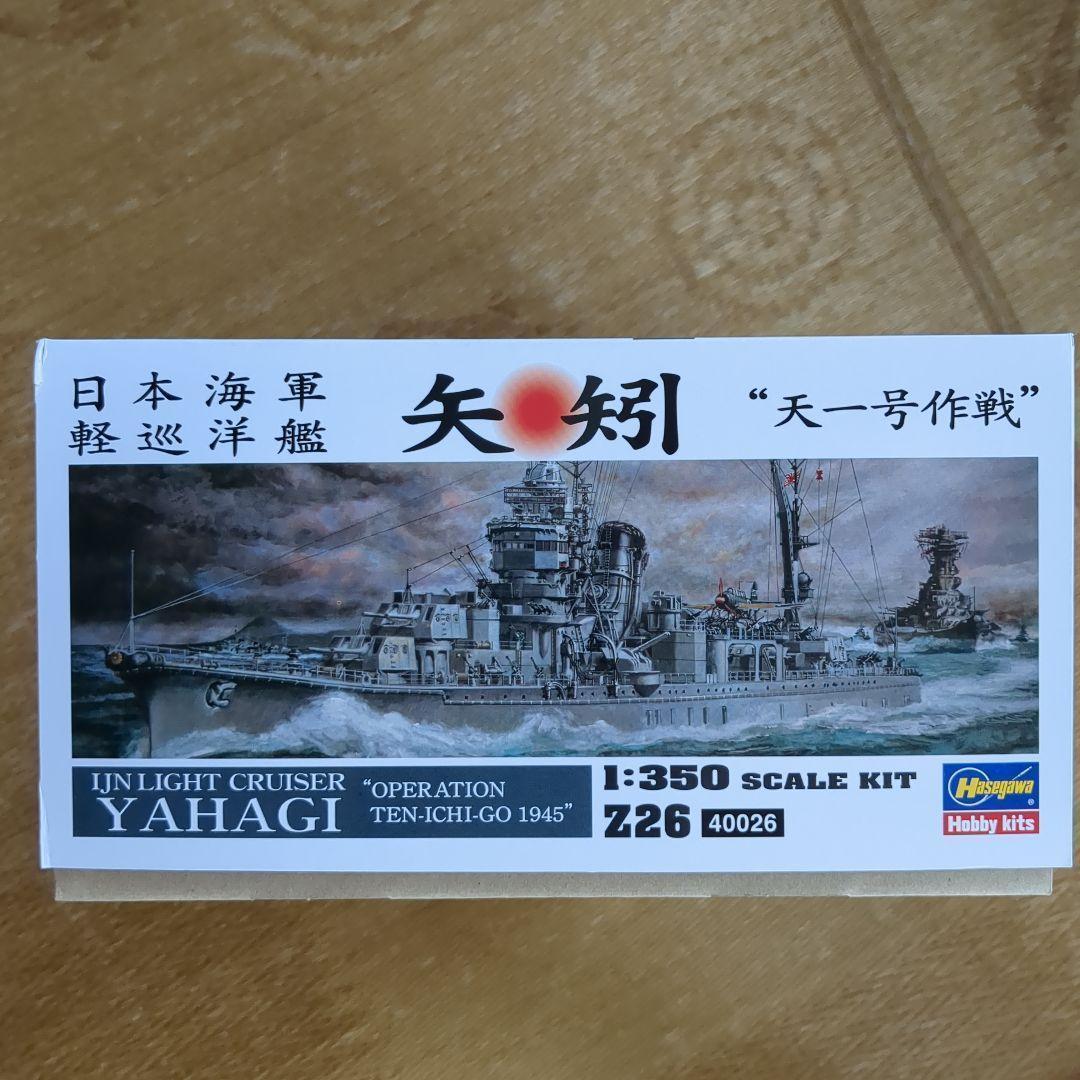 日本海軍
軽巡洋艦
矢矧
“天一号作戦”
IJN LIGHT CRUISER
YAHAGI
“OPERATION
TEN-ICHI-GO 1945”
1:350 SCALE KIT
Z26 40026
Hasegawa
Hobby kits